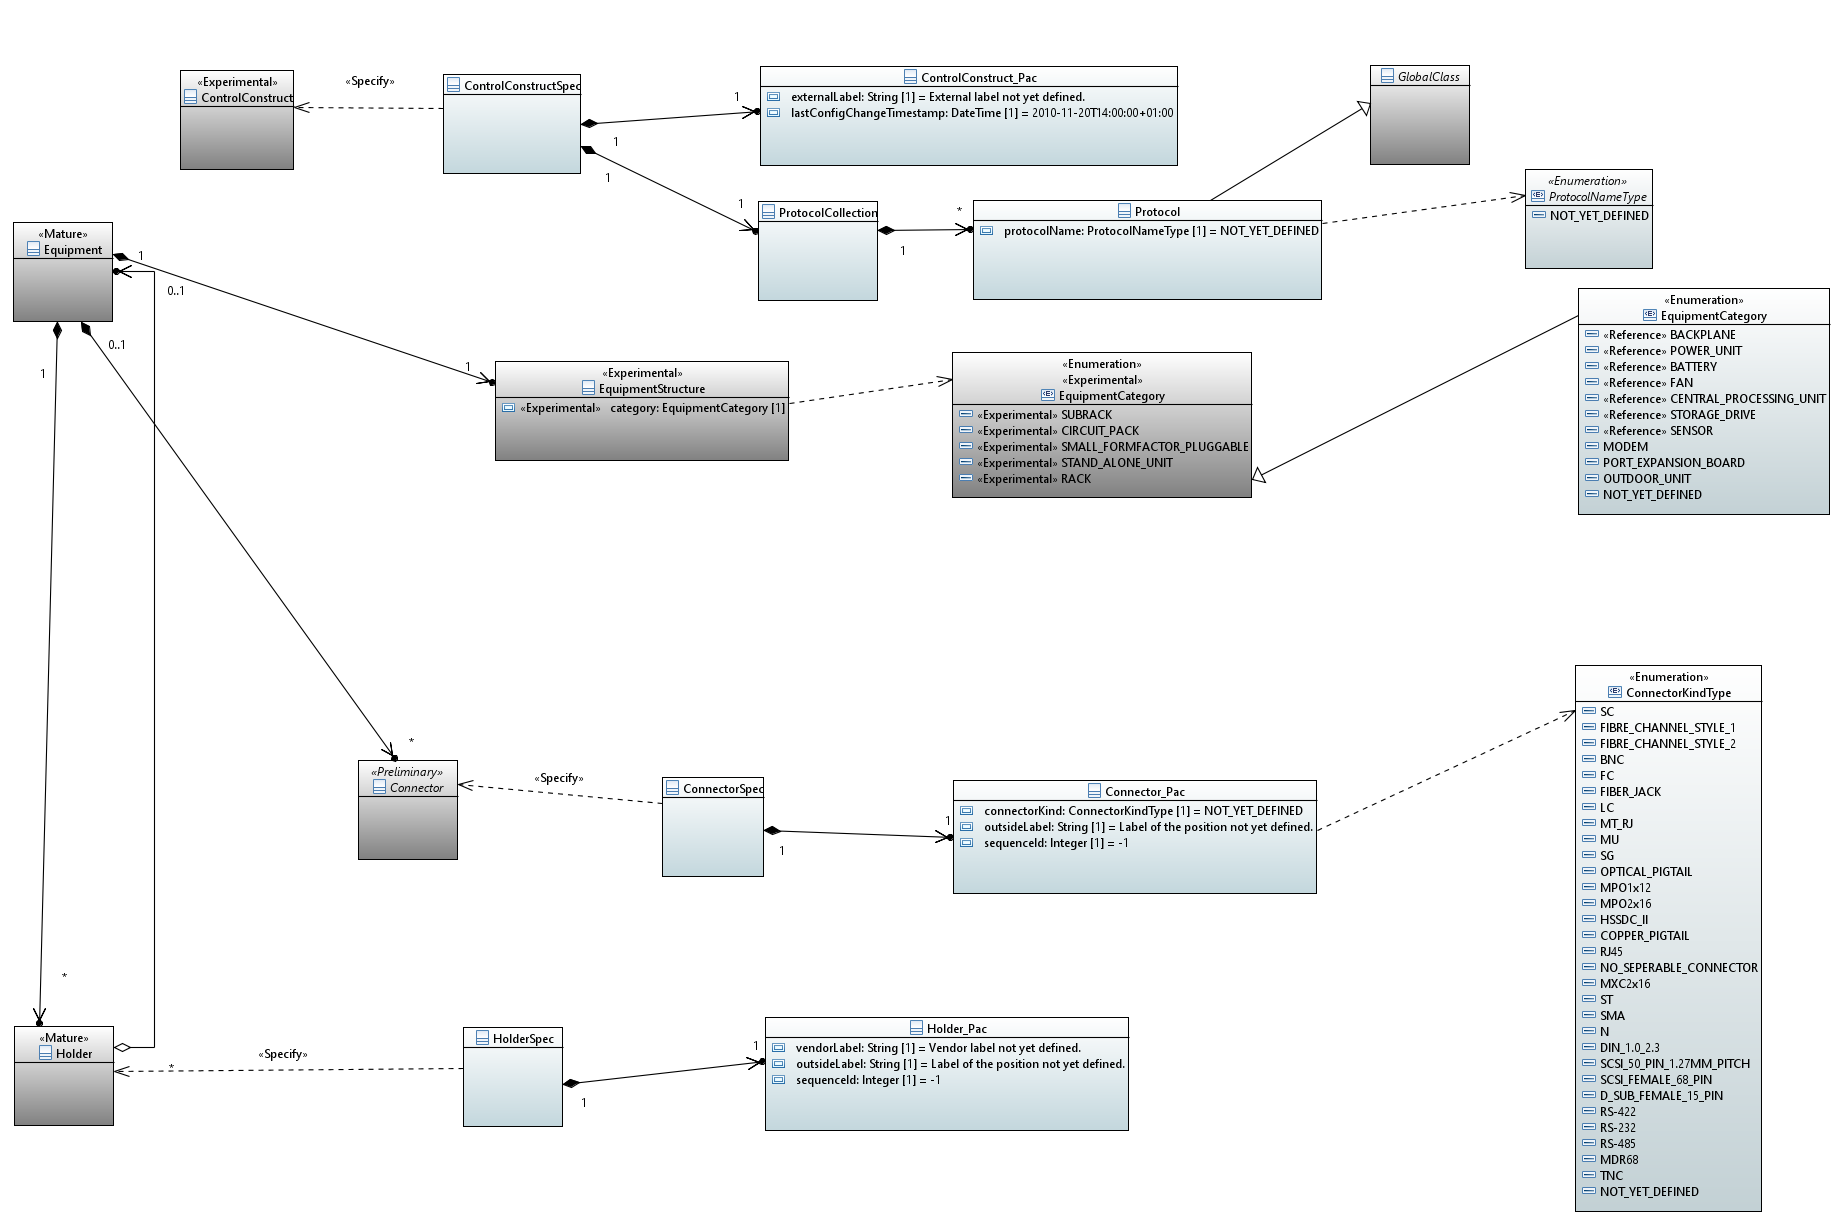 «Experimental»
ControlConstruct
«Specify»
ControlConstructSpec
1
1
ControlConstruct_Pac
externalLabel: String [1] = External label not yet defined.
lastConfigChangeTimestamp: DateTime [1] = 2010-11-20T14:00:00+01:00
GlobalClass
1
1
ProtocolCollection
*
1
Protocol
protocolName: ProtocolNameType [1] = NOT_YET_DEFINED
«Enumeration»
ProtocolNameType
NOT_YET_DEFINED
«Mature»
Equipment
1
0..1
0..1
1
1
«Experimental»
EquipmentStructure
«Experimental» category: EquipmentCategory [1]
«Enumeration»
«Experimental»
EquipmentCategory
«Experimental» SUBRACK
«Experimental» CIRCUIT_PACK
«Experimental» SMALL_FORMFACTOR_PLUGGABLE
«Experimental» STAND_ALONE_UNIT
«Experimental» RACK
«Enumeration»
EquipmentCategory
«Reference» BACKPLANE
«Reference» POWER_UNIT
«Reference» BATTERY
«Reference» FAN
«Reference» CENTRAL_PROCESSING_UNIT
«Reference» STORAGE_DRIVE
«Reference» SENSOR
MODEM
PORT_EXPANSION_BOARD
OUTDOOR_UNIT
NOT_YET_DEFINED
*
«Preliminary»
Connector
«Specify»
ConnectorSpec
1
1
Connector_Pac
connectorKind: ConnectorKindType [1] = NOT_YET_DEFINED
outsideLabel: String [1] = Label of the position not yet defined.
sequenceId: Integer [1] = -1
«Enumeration»
ConnectorKindType
SC
FIBRE_CHANNEL_STYLE_1
FIBRE_CHANNEL_STYLE_2
BNC
FC
FIBER_JACK
LC
MT_RJ
MU
SG
OPTICAL_PIGTAIL
MPO1x12
MPO2x16
HSSDC_II
COPPER_PIGTAIL
RJ45
NO_SEPERABLE_CONNECTOR
MXC2x16
ST
SMA
N
DIN_1.0_2.3
SCSI_50_PIN_1.27MM_PITCH
SCSI_FEMALE_68_PIN
D_SUB_FEMALE_15_PIN
RS-422
RS-232
RS-485
MDR68
TNC
NOT_YET_DEFINED
*
«Mature»
Holder
*
«Specify»
HolderSpec
1
1
Holder_Pac
vendorLabel: String [1] = Vendor label not yet defined.
outsideLabel: String [1] = Label of the position not yet defined.
sequenceId: Integer [1] = -1